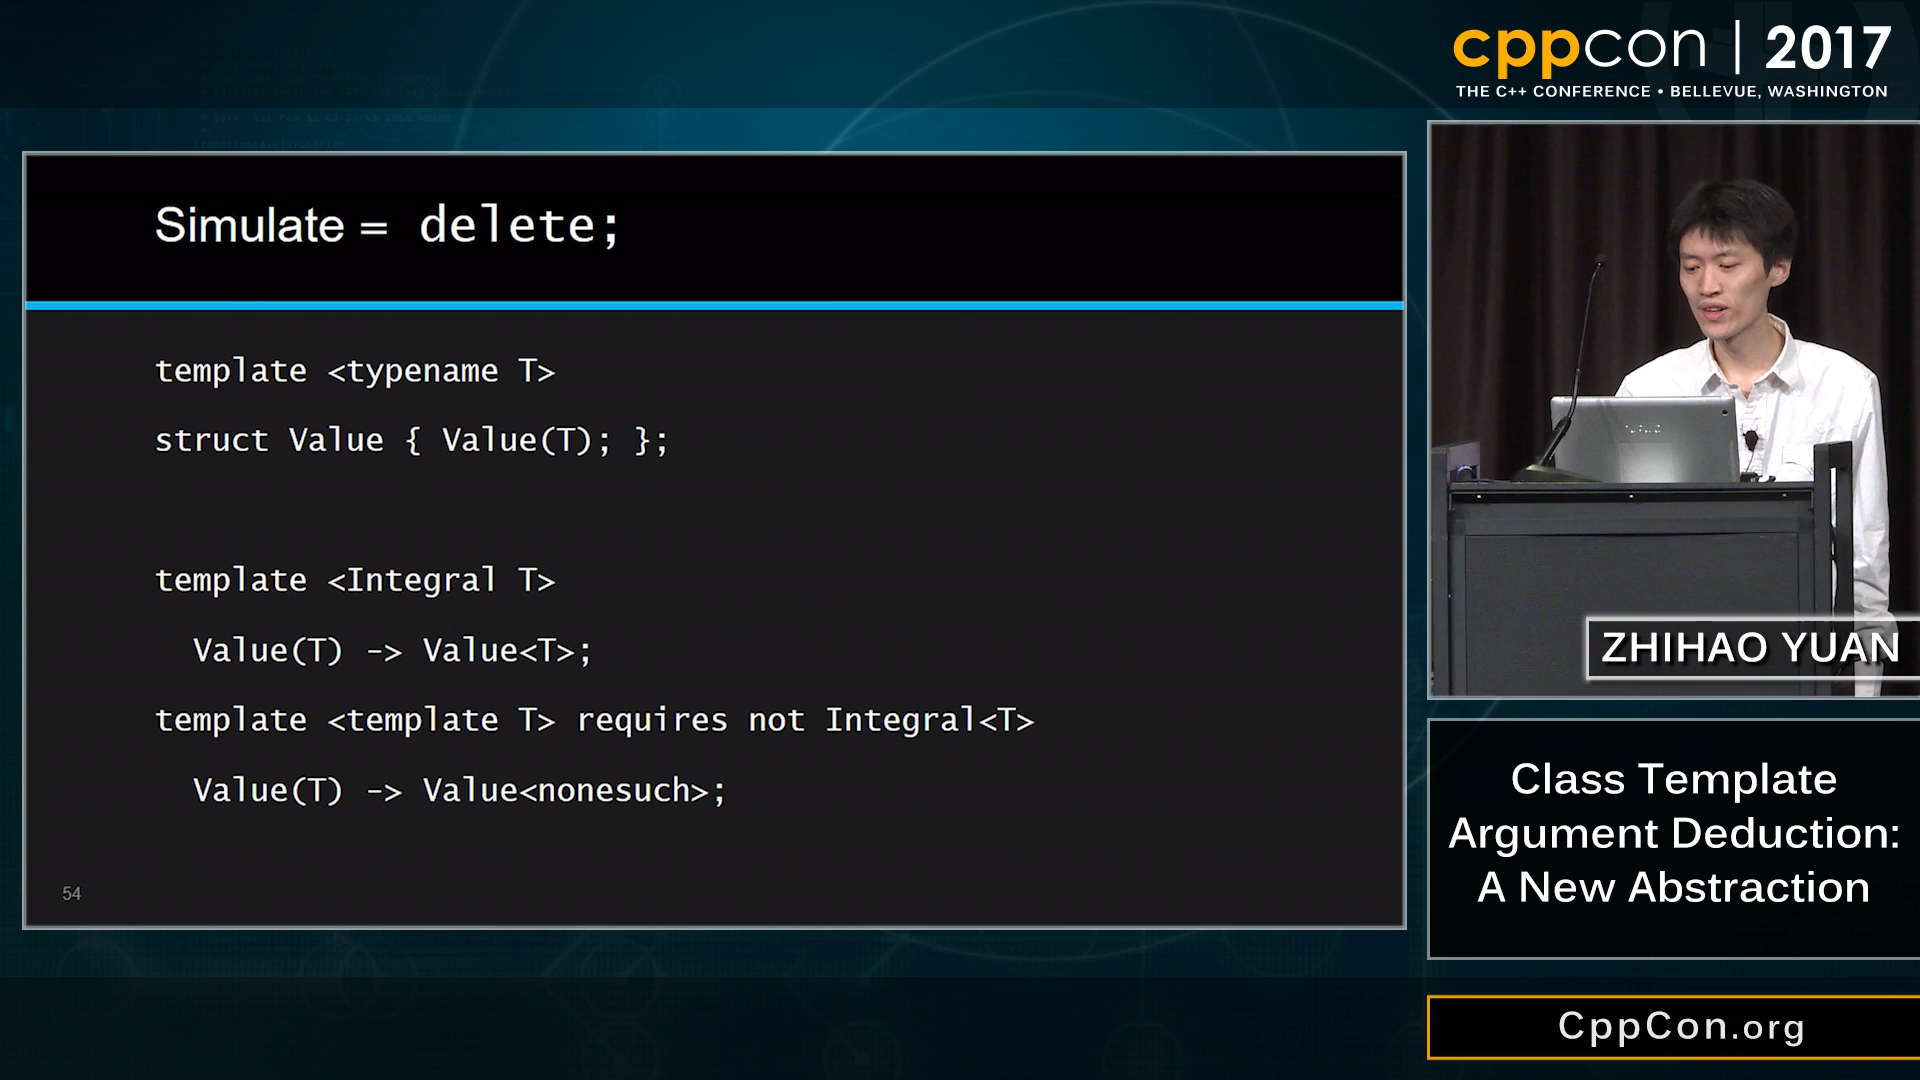 cppcon | 2017
THE C++ CONFERENCE • BELLEVUE, WASHINGTON
Simulate = delete;
template <typename T>
struct Value { Value(T); };
template <Integral T>
Value(T) -> Value<T>;
template <template T> requires not Integral<T>
Value(T) -> Value<nonesuch>;
54
ZHIHAO YUAN
Class Template
Argument Deduction:
A New Abstraction
CppCon.org